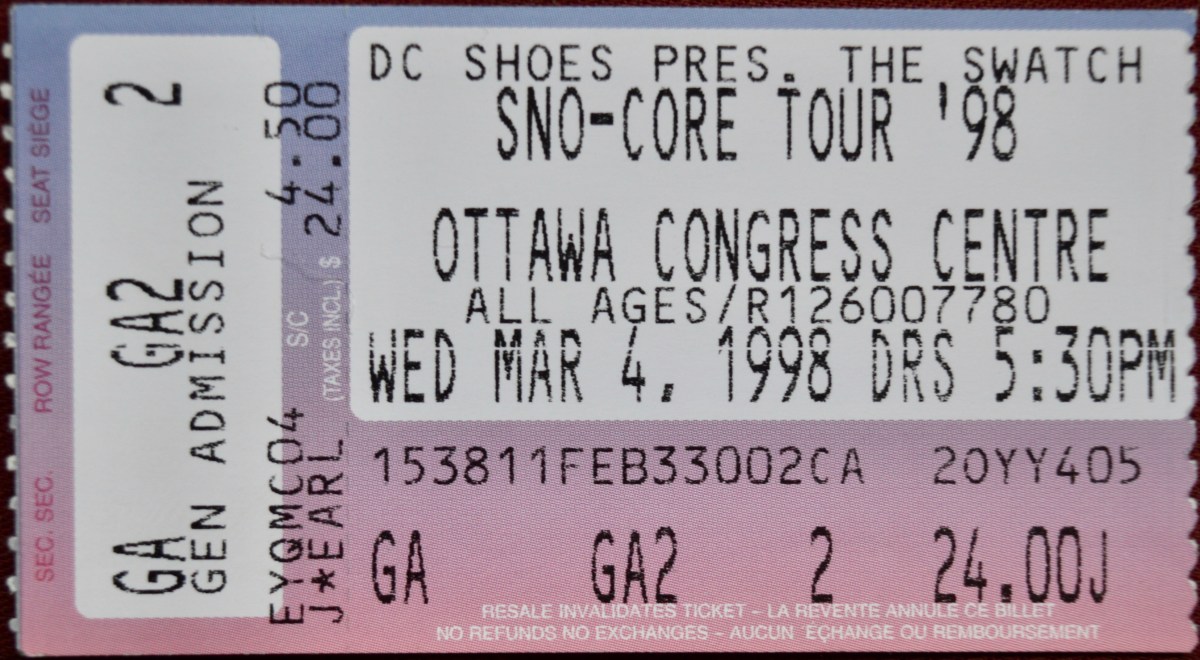 SEC. SEC. ROW RANGÉE SEAT SIÈGE
GA GA2 2
GEN ADMISSION
EYQMC04 S/C 4.50
J*EARL (TAXES INCL.) $ 24.00
DC SHOES PRES. THE SWATCH
SNO-CORE TOUR '98
OTTAWA CONGRESS CENTRE
ALL AGES/R126007780
WED MAR 4, 1998 DRS 5:30PM
153811FEB33002CA 20YY405
GA GA2 2 24.00J
RESALE INVALIDATES TICKET - LA REVENTE ANNULE CE BILLET
NO REFUNDS NO EXCHANGES - AUCUN ÉCHANGE OU REMBOURSEMENT